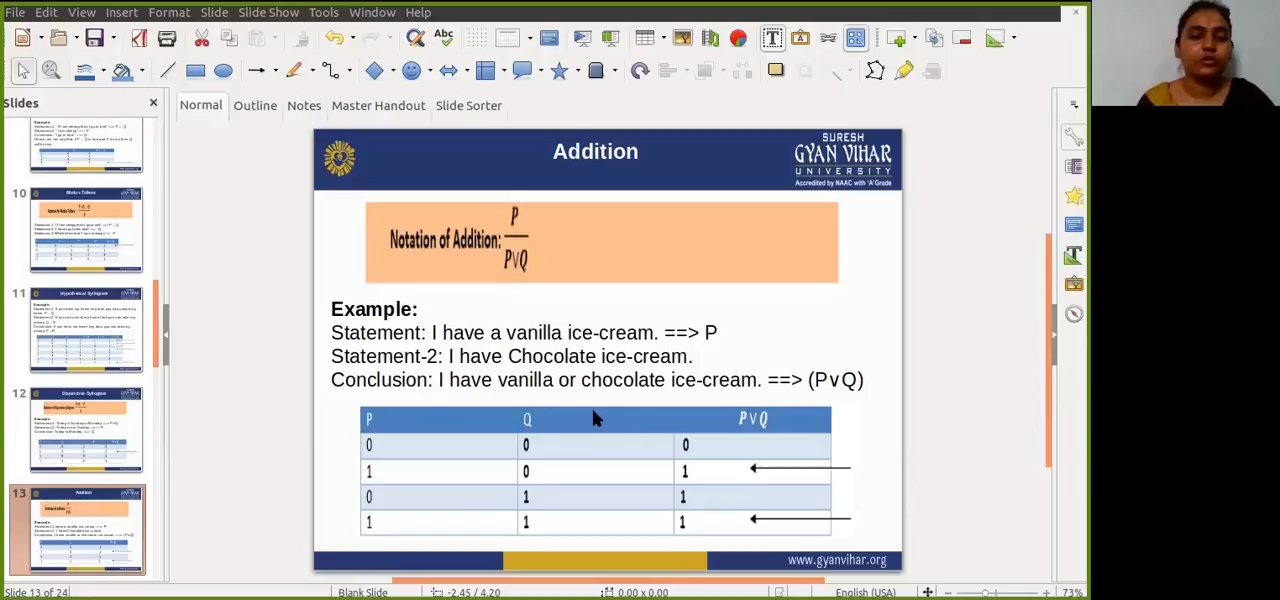 File Edit View Insert Format Slide Slide Show Tools Window Help
Abc
Slides
Normal Outline Notes Master Handout Slide Sorter
10
11
12
13
Addition
SURESH
GYAN VIHAR
UNIVERSITY
Accredited by NAAC with 'A' Grade
Notation of Addition: P
P∨Q
Example:
Statement: I have a vanilla ice-cream. ==> P
Statement-2: I have Chocolate ice-cream.
Conclusion: I have vanilla or chocolate ice-cream. ==> (P∨Q)
P Q P∨Q
0 0 0
1 0 1
0 1 1
1 1 1
www.gyanvihar.org
Slide 13 of 24 Blank Slide -2.45 / 4.20 0.00 x 0.00 English (USA) 73%